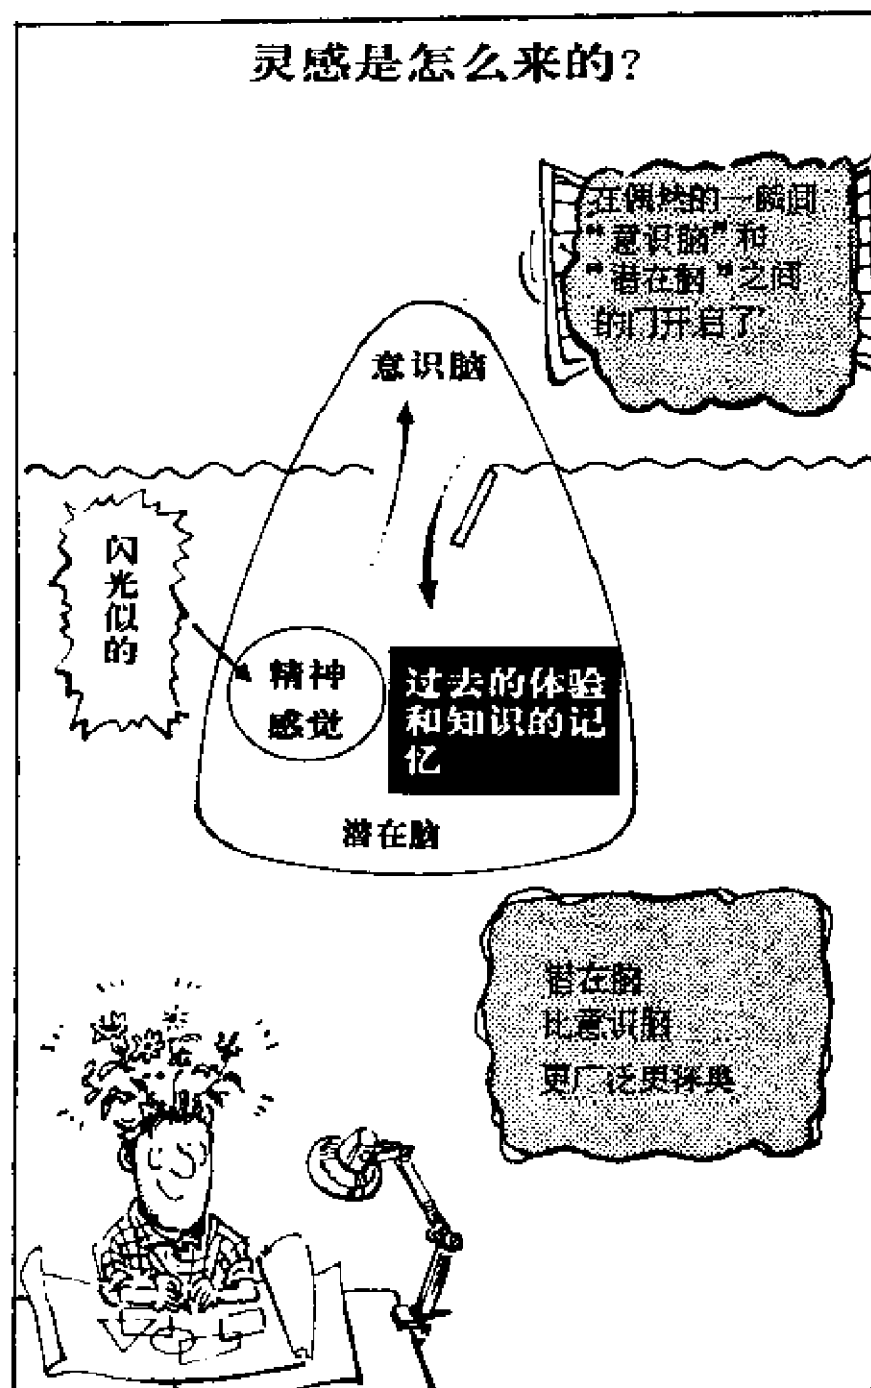 灵感是怎么来的?
在偶然的一瞬间
“意识脑”和
“潜在脑”之间
的门开启了
意识脑
闪光似的
精神
感觉
过去的体验
和知识的记
忆
潜在脑
潜在脑
比意识脑
更广泛更深奥